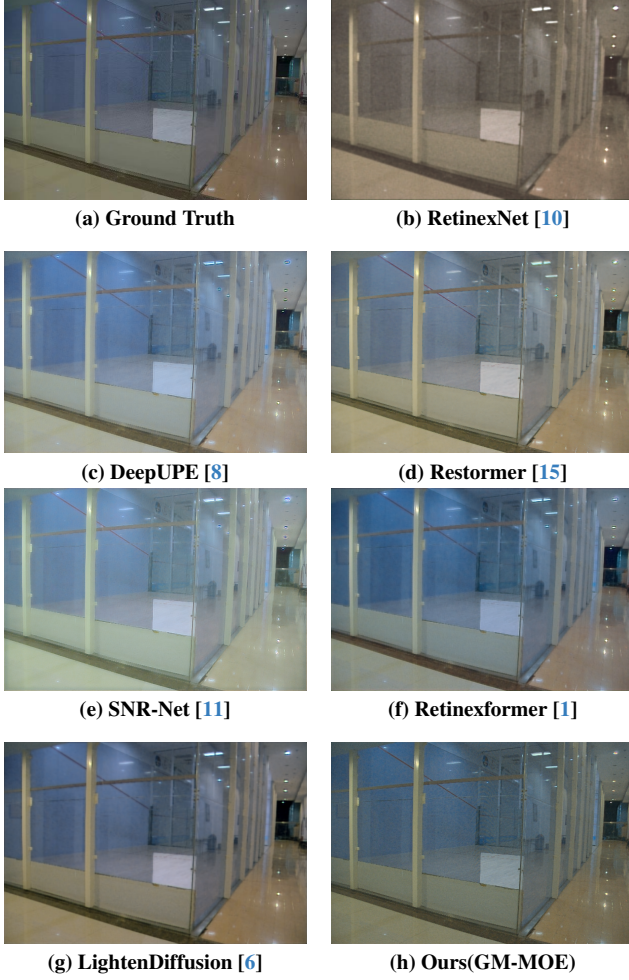 (a) Ground Truth
(b) RetinexNet [10]
(c) DeepUPE [8]
(d) Restormer [15]
(e) SNR-Net [11]
(f) Retinexformer [1]
(g) LightenDiffusion [6]
(h) Ours(GM-MOE)